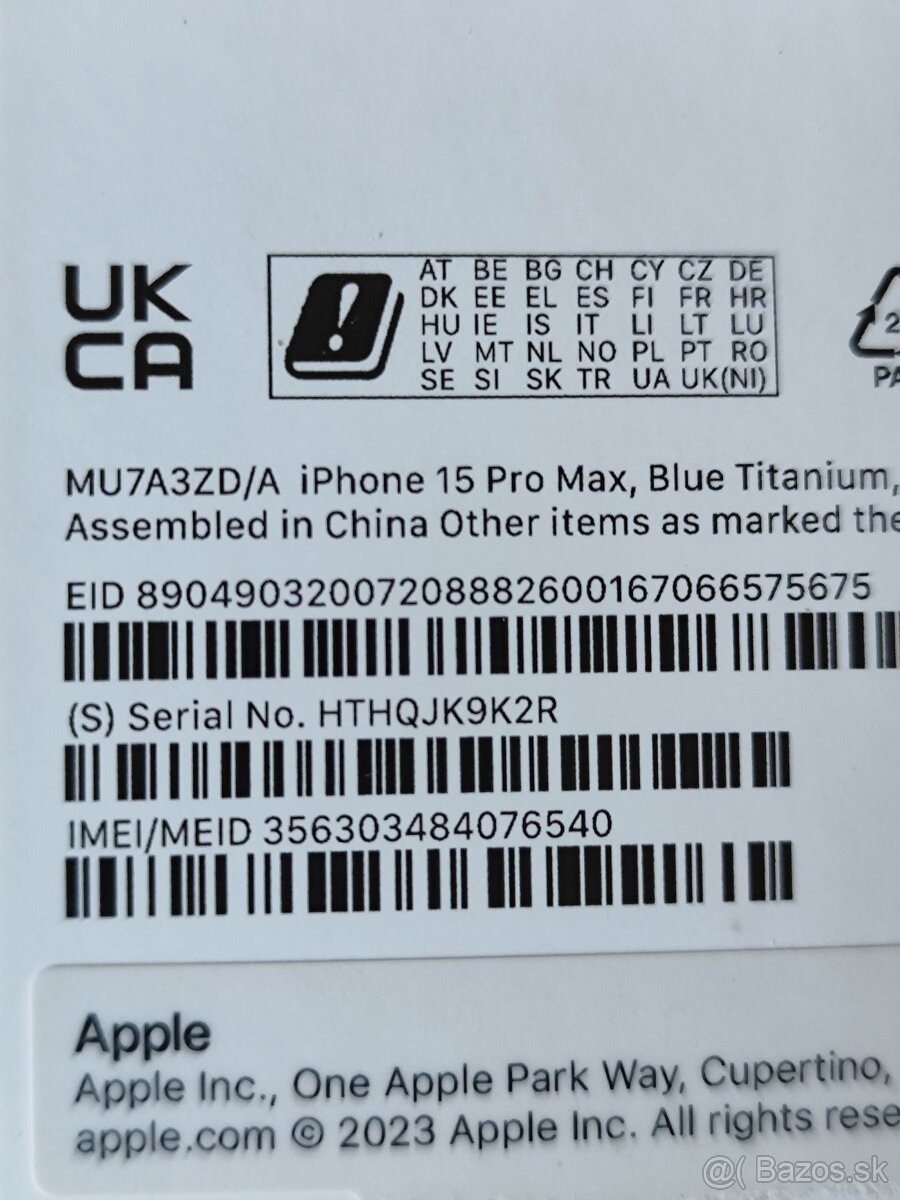 UK
CA
AT BE BG CH CY CZ DE
DK EE EL ES FI FR HR
HU IE IS IT LI LT LU
LV MT NL NO PL PT RO
SE SI SK TR UA UK(NI)
2
PA
MU7A3ZD/A iPhone 15 Pro Max, Blue Titanium,
Assembled in China Other items as marked the
EID 89049032007208882600167066575675
(S) Serial No. HTHQJK9K2R
IMEI/MEID 356303484076540
Apple
Apple Inc., One Apple Park Way, Cupertino,
apple.com © 2023 Apple Inc. All rights rese
@( Bazos.sk